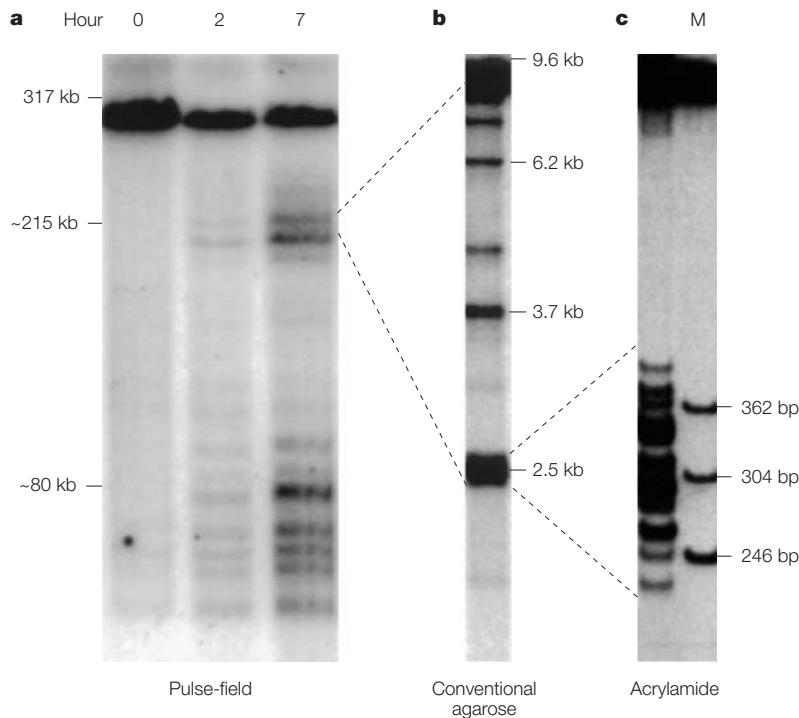 a Hour 0 2 7
317 kb
~215 kb
~80 kb
Pulse-field
b
9.6 kb
6.2 kb
3.7 kb
2.5 kb
Conventional
agarose
c M
362 bp
304 bp
246 bp
Acrylamide